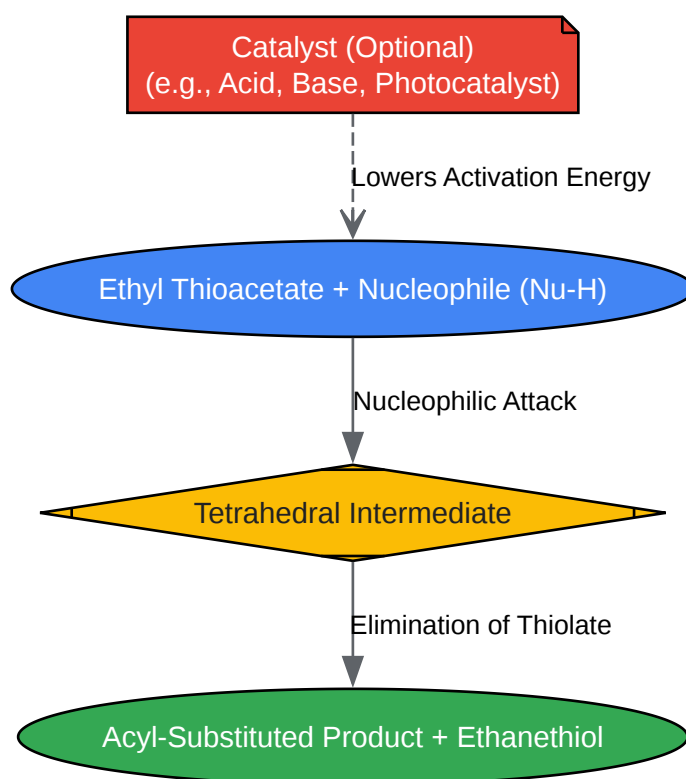 Catalyst (Optional)
(e.g., Acid, Base, Photocatalyst)
Lowers Activation Energy
Ethyl Thioacetate + Nucleophile (Nu-H)
Nucleophilic Attack
Tetrahedral Intermediate
Elimination of Thiolate
Acyl-Substituted Product + Ethanethiol